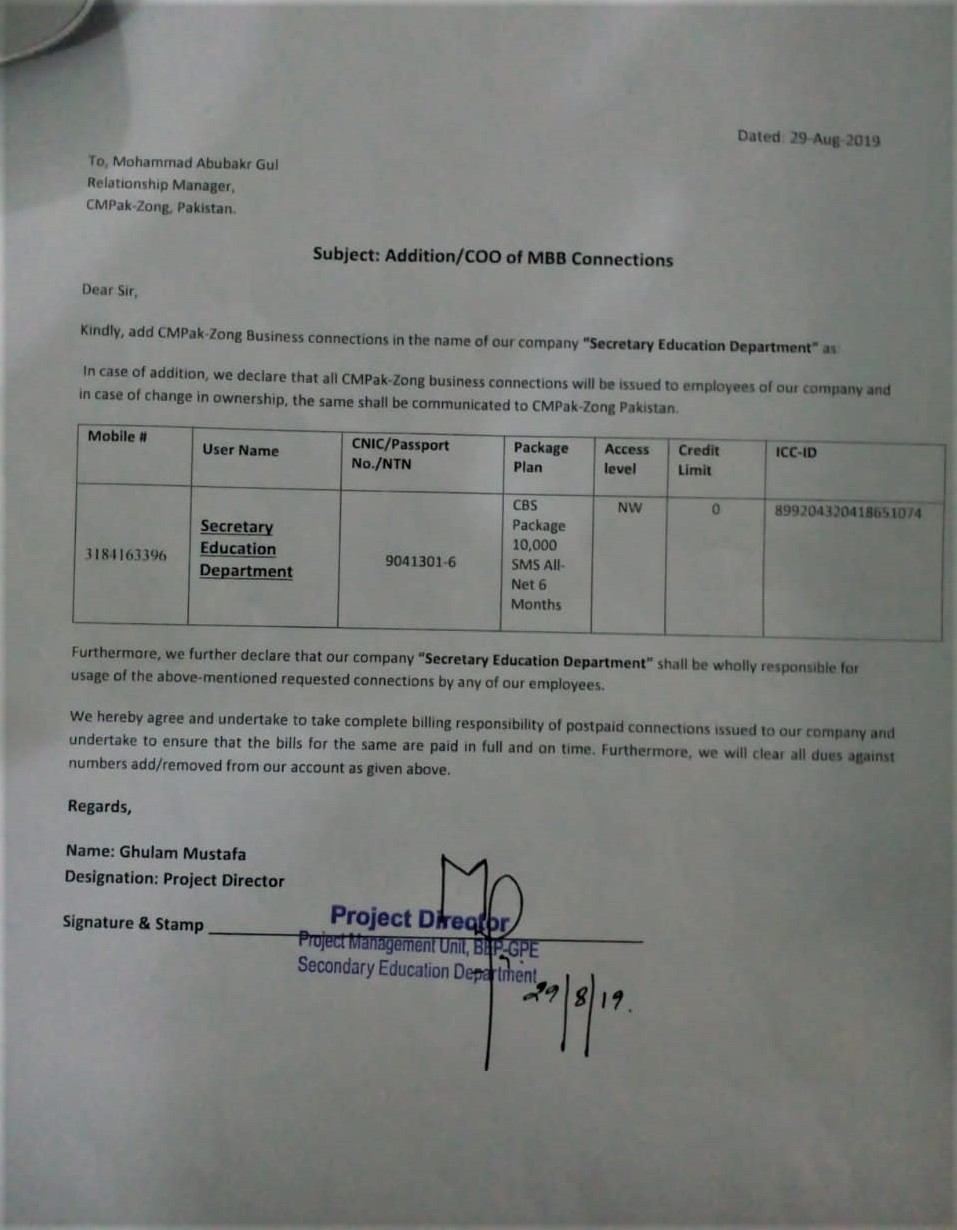 Dated: 29-Aug-2019
To, Mohammad Abubakr Gul
Relationship Manager,
CMPak-Zong, Pakistan.
Subject: Addition/COO of MBB Connections
Dear Sir,
Kindly, add CMPak-Zong Business connections in the name of our company "Secretary Education Department" as
In case of addition, we declare that all CMPak-Zong business connections will be issued to employees of our company and
in case of change in ownership, the same shall be communicated to CMPak-Zong Pakistan.
Mobile #
User Name
CNIC/Passport
No./NTN
Package
Plan
Access
level
Credit
Limit
ICC-ID
3184163396
Secretary
Education
Department
9041301-6
CBS
Package
10,000
SMS All-
Net 6
Months
NW
0
899204320418651074
Furthermore, we further declare that our company "Secretary Education Department" shall be wholly responsible for
usage of the above-mentioned requested connections by any of our employees.
We hereby agree and undertake to take complete billing responsibility of postpaid connections issued to our company and
undertake to ensure that the bills for the same are paid in full and on time. Furthermore, we will clear all dues against
numbers add/removed from our account as given above.
Regards,
Name: Ghulam Mustafa
Designation: Project Director
Signature & Stamp
Project Director
Project Management Unit, BEP-GPE
Secondary Education Department
29/8/19.